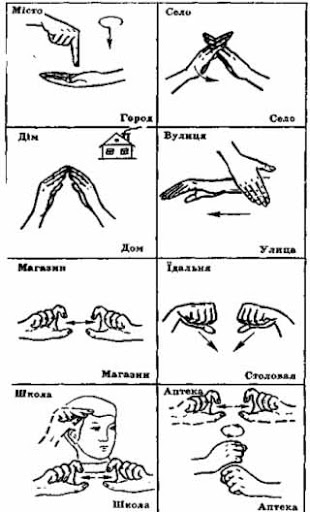 Місто
Город
Село
Село
Дім
Дом
Вулиця
Улица
Магазин
Магазин
Їдальня
Столовая
Школа
Школа
Аптека
Аптека